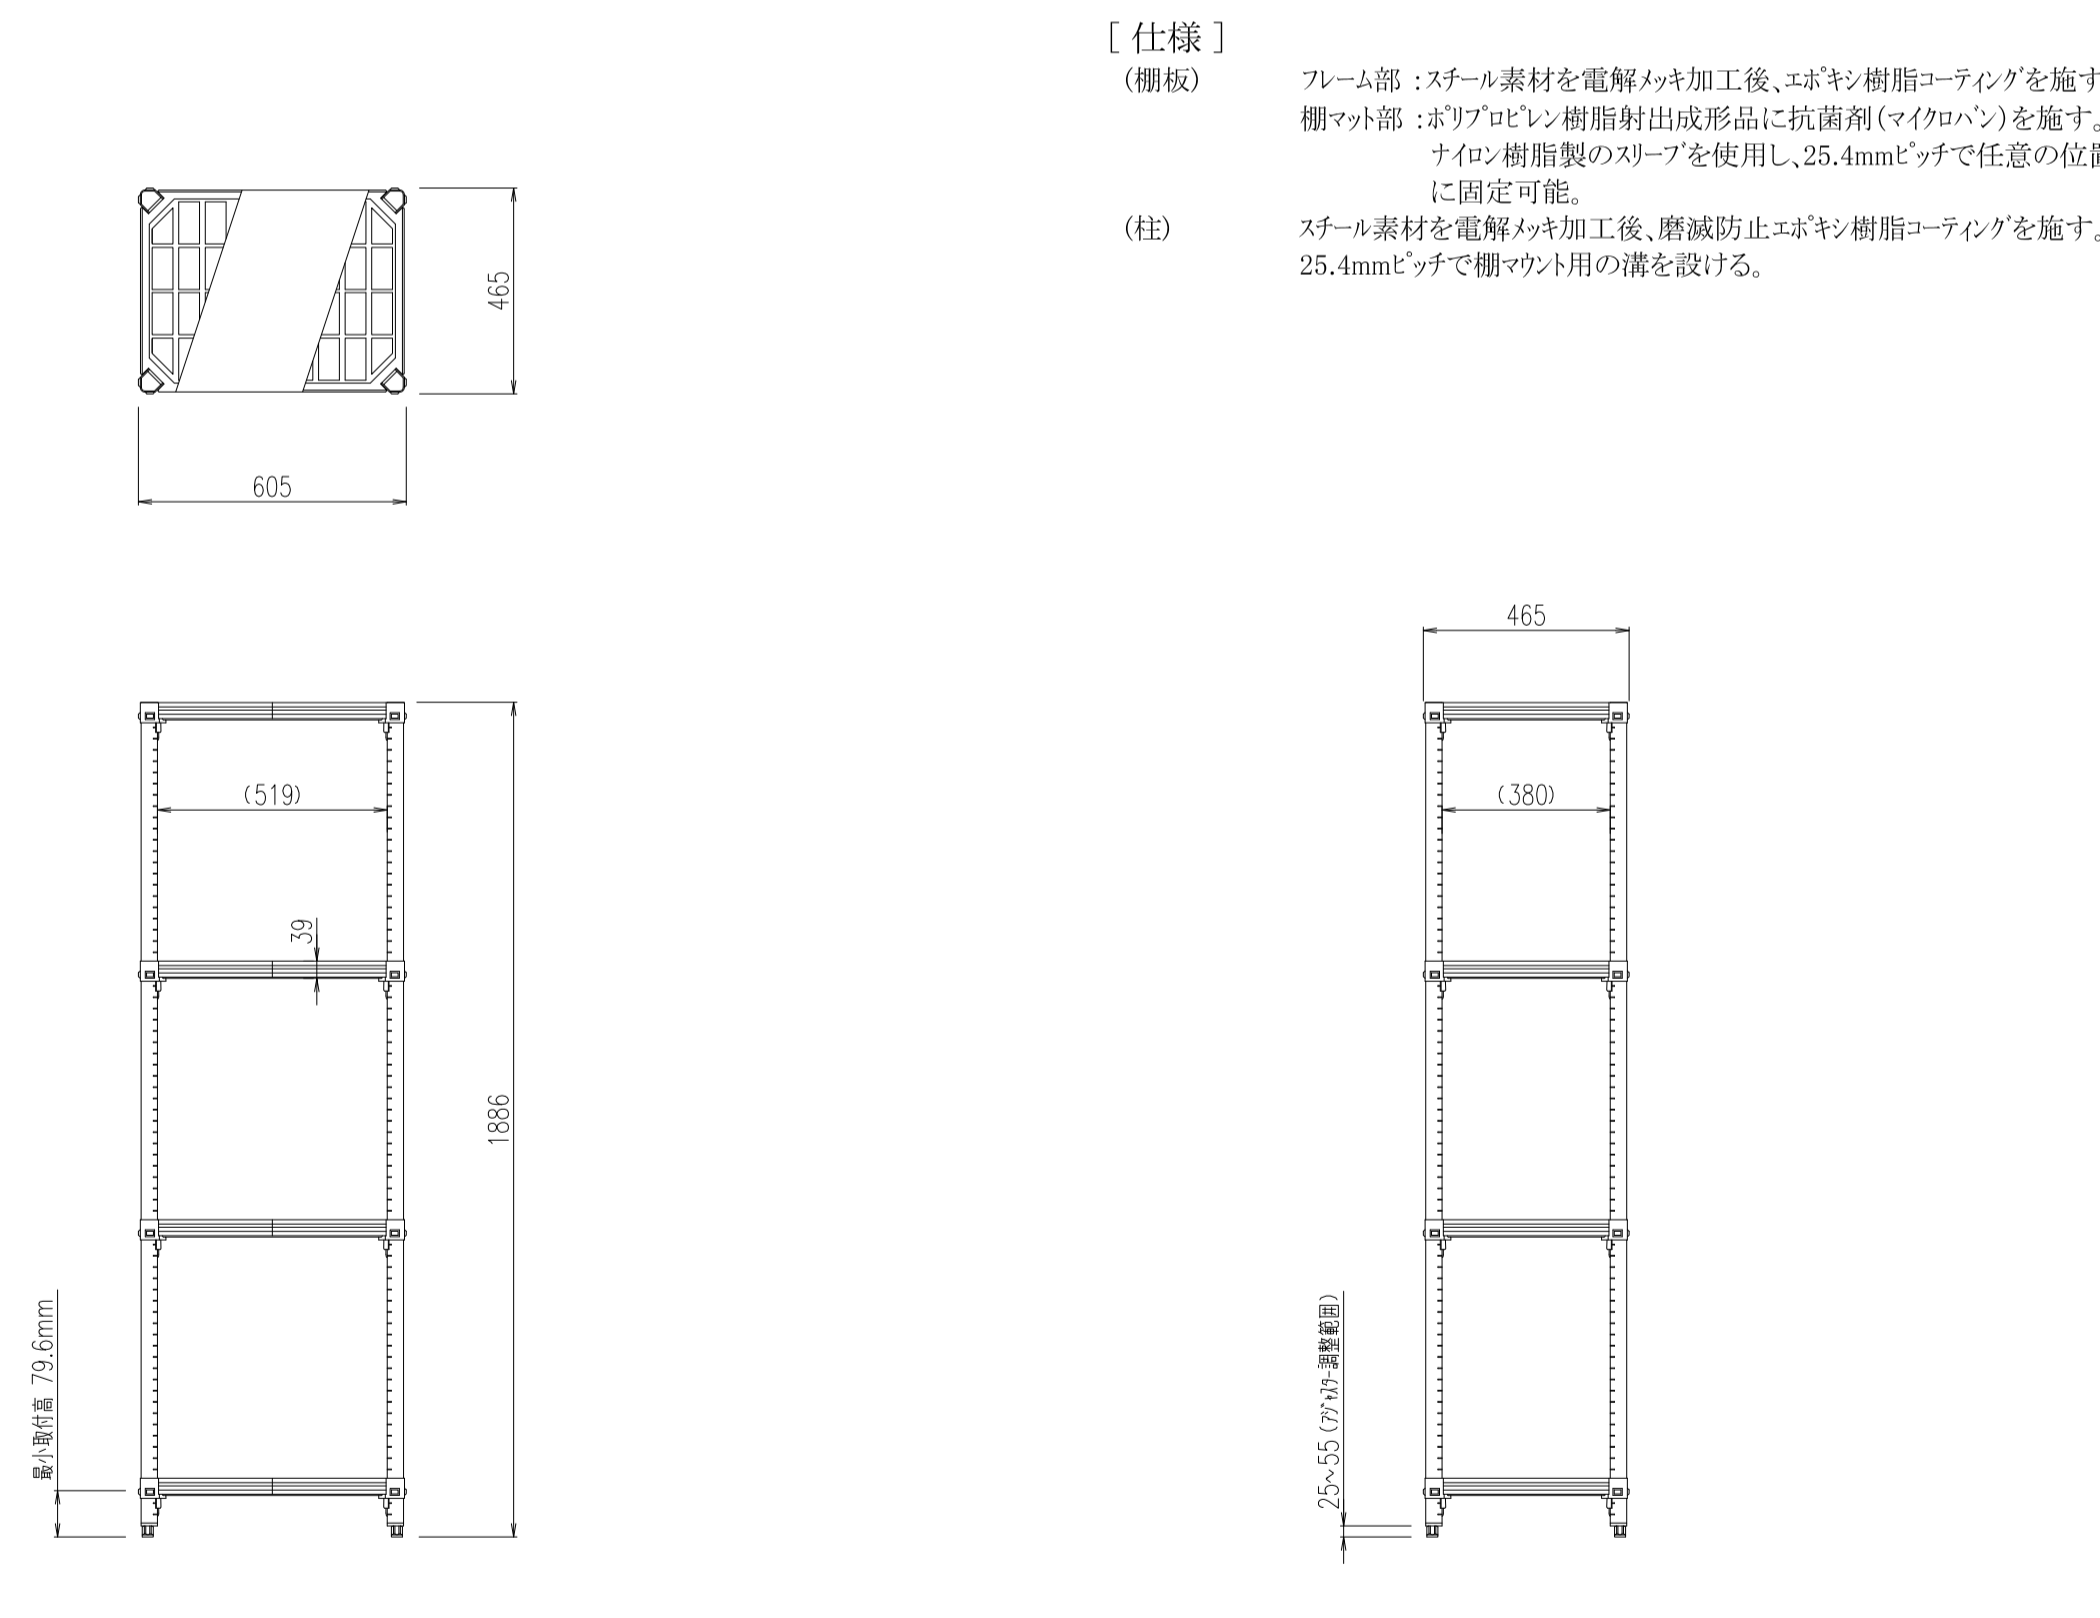 [ 仕様 ]
(棚板) フレーム部 :スチール素材を電解メッキ加工後、エポキシ樹脂コーティングを施す
棚マット部 :ポリプロピレン樹脂射出成形品に抗菌剤(マイクロバン)を施す。
ナイロン樹脂製のスリーブを使用し、25.4mmピッチで任意の位置
に固定可能。
(柱) スチール素材を電解メッキ加工後、磨滅防止エポキシ樹脂コーティングを施す。
25.4mmピッチで棚マウント用の溝を設ける。
465
605
465
(519)
(380)
39
1886
最小取付高 79.6mm
25~55(アジャスター調整範囲)